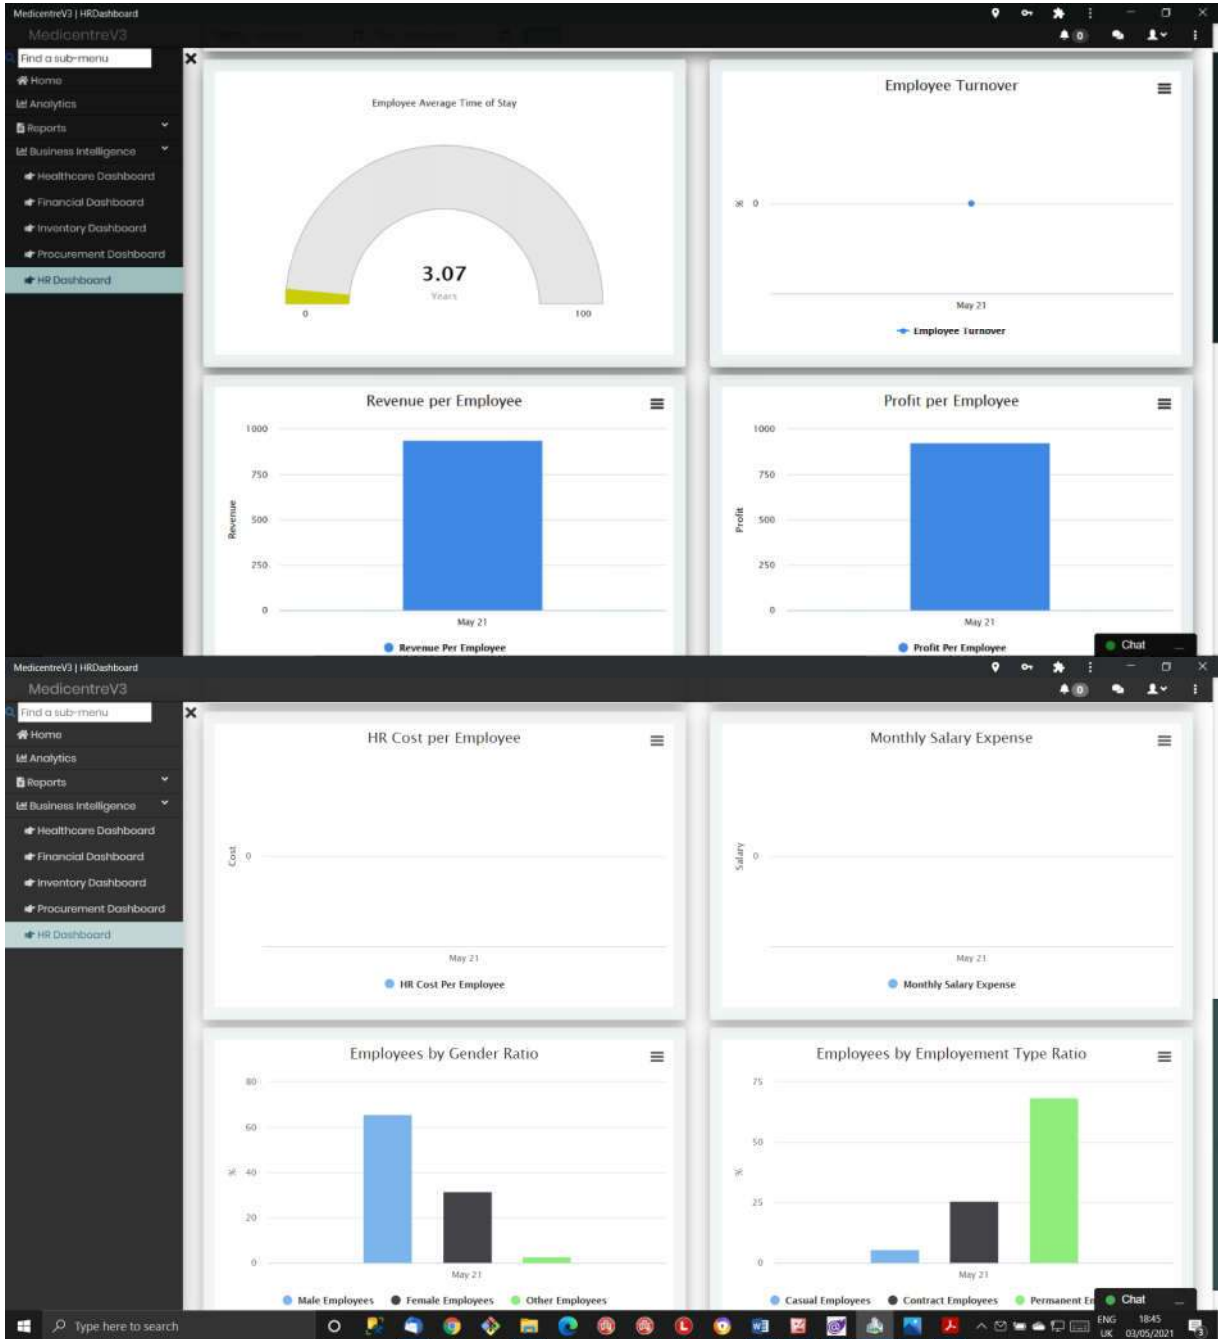 MedicentreV3 | HRDashboard
MedicentreV3
0
Find a sub-menu
Home
Analytics
Reports
Business Intelligence
Healthcare Dashboard
Financial Dashboard
Inventory Dashboard
Procurement Dashboard
HR Dashboard
Employee Average Time of Stay
3.07
Years
0
100
Employee Turnover
%
0
May 21
Employee Turnover
Revenue per Employee
Revenue
1000
750
500
250
0
May 21
Revenue Per Employee
Profit per Employee
Profit
1000
750
500
250
0
May 21
Profit Per Employee
Chat
MedicentreV3 | HRDashboard
MedicentreV3
0
Find a sub-menu
Home
Analytics
Reports
Business Intelligence
Healthcare Dashboard
Financial Dashboard
Inventory Dashboard
Procurement Dashboard
HR Dashboard
HR Cost per Employee
Cost
0
May 21
HR Cost Per Employee
Monthly Salary Expense
Salary
0
May 21
Monthly Salary Expense
Employees by Gender Ratio
%
80
60
40
20
0
May 21
Male Employees Female Employees Other Employees
Employees by Employement Type Ratio
%
75
50
25
0
May 21
Casual Employees Contract Employees Permanent Er
Chat
Type here to search
ENG
UK
18:45
03/05/2021
3